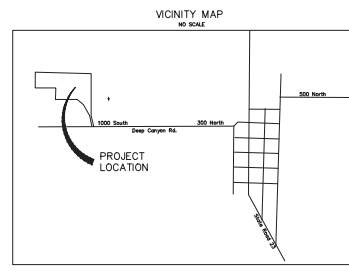 VICINITY MAP
NO SCALE
500 North
1000 South
300 North
Deep Canyon Rd.
PROJECT
LOCATION
State Road 23